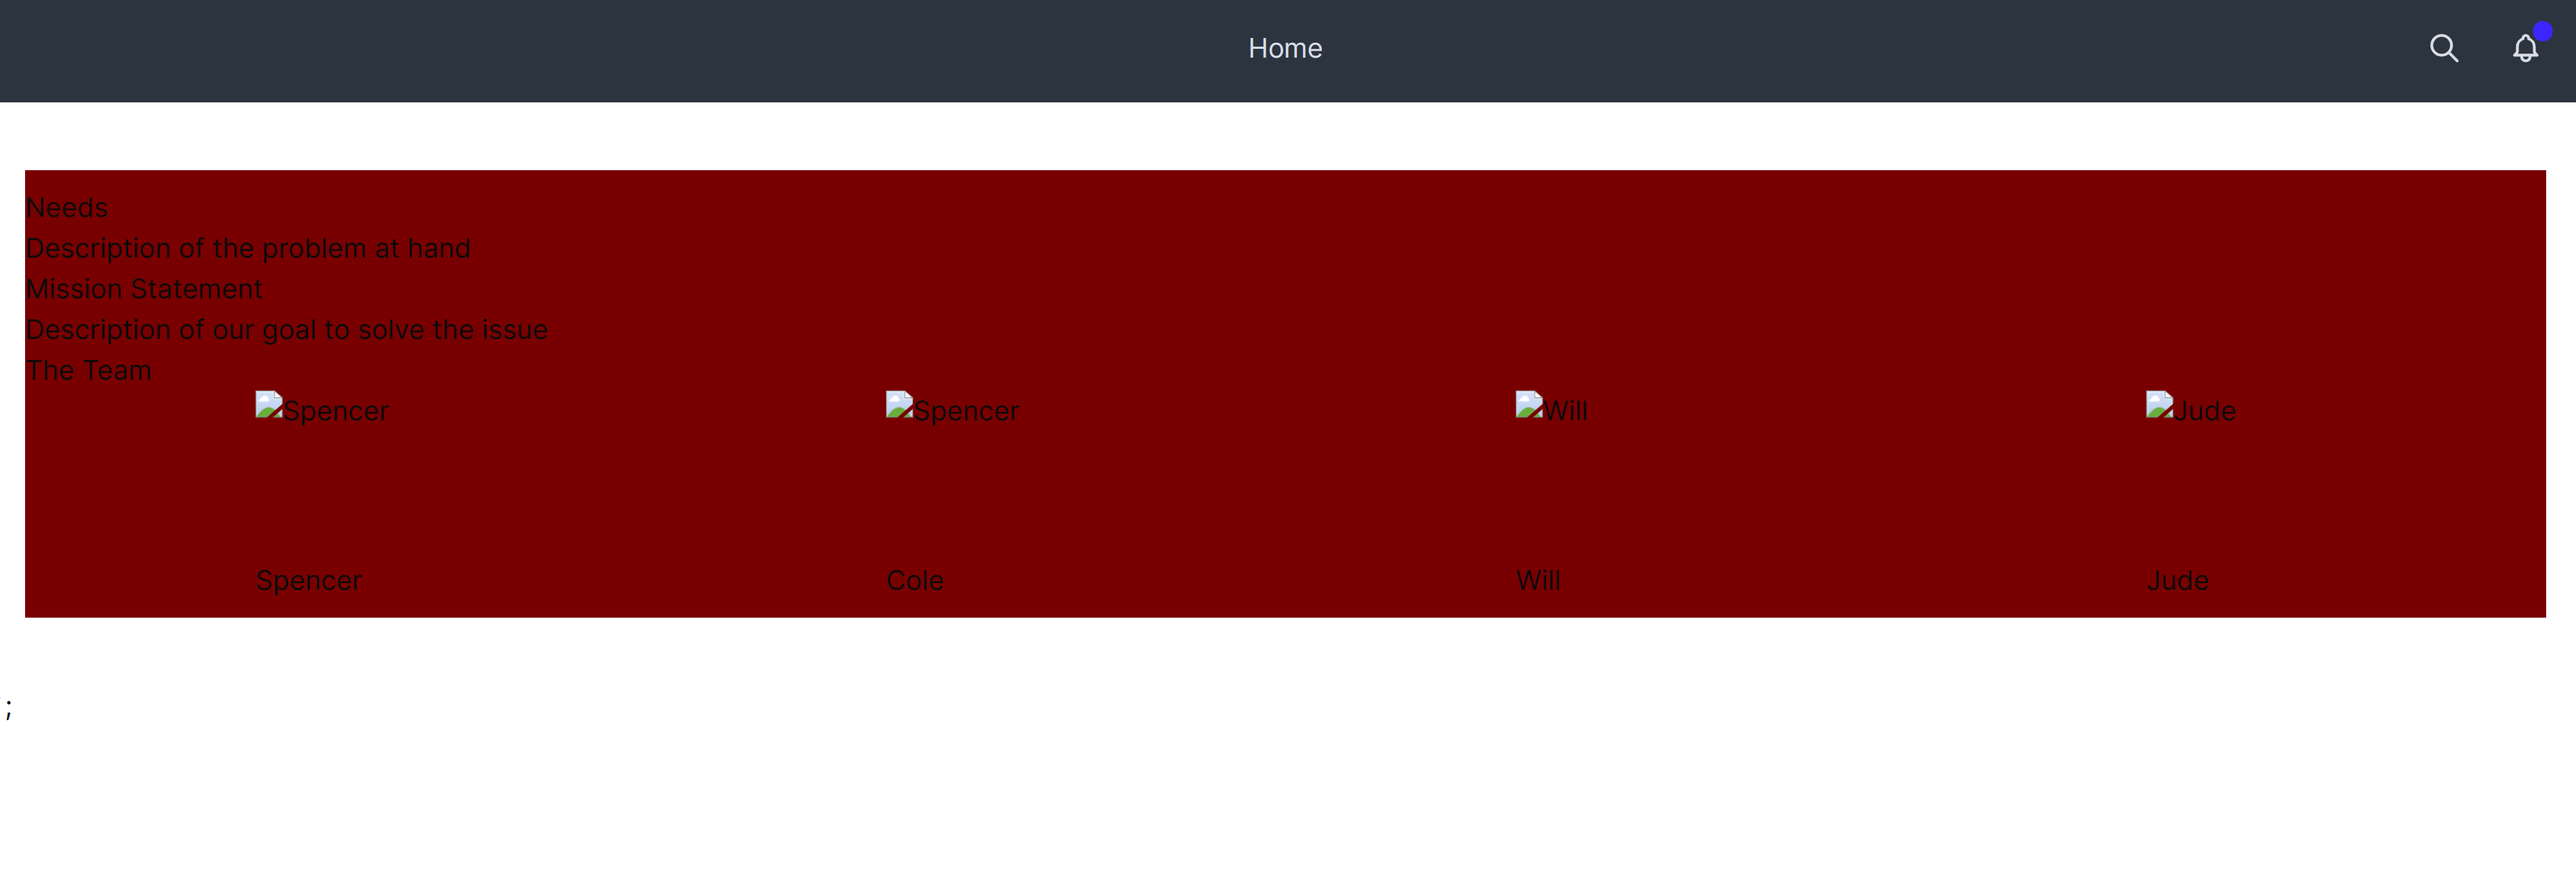 Home
Needs
Description of the problem at hand
Mission Statement
Description of our goal to solve the issue
The Team
Spencer Spencer Will Jude
Spencer Cole Will Jude
;